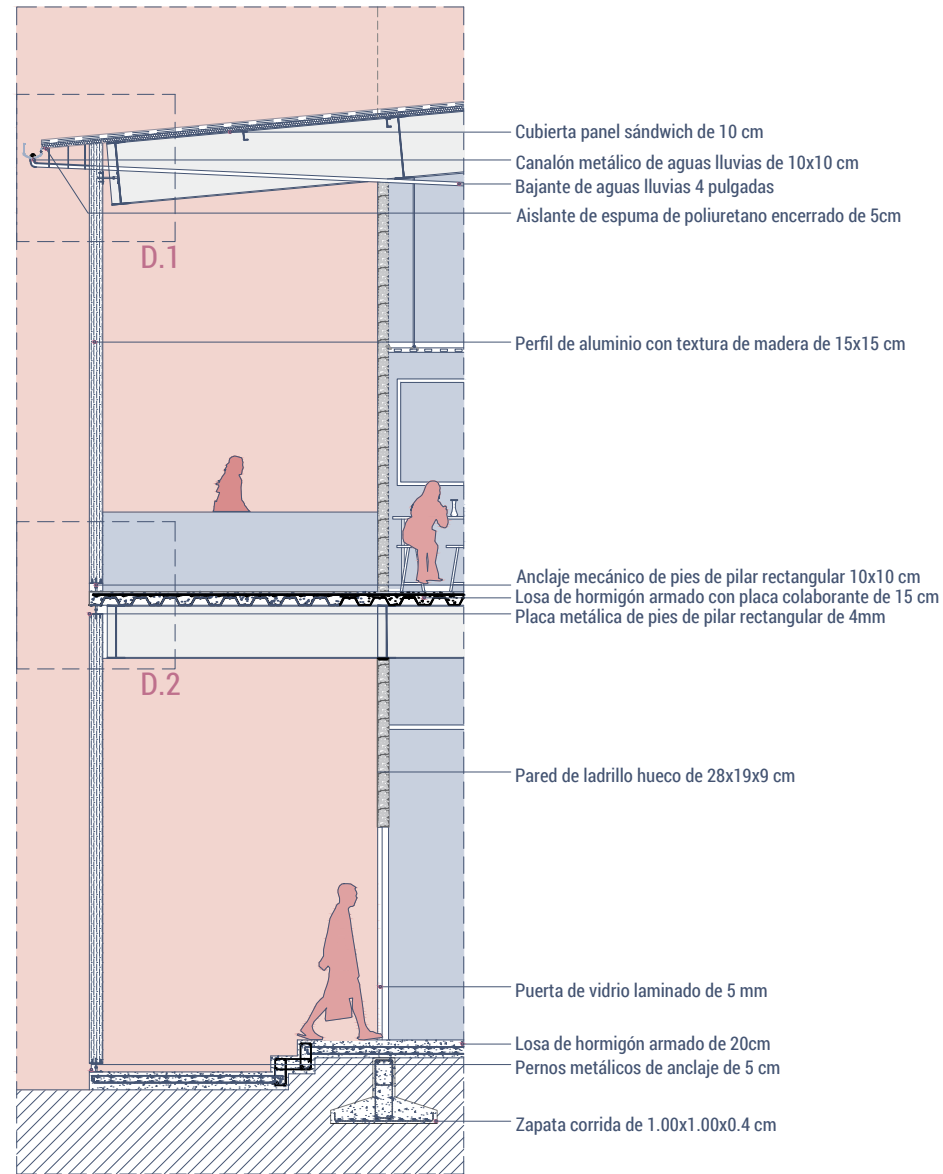 Cubierta panel sándwich de 10 cm
Canalón metálico de aguas lluvias de 10x10 cm
Bajante de aguas lluvias 4 pulgadas
Aislante de espuma de poliuretano encerrado de 5cm
D.1
Perfil de aluminio con textura de madera de 15x15 cm
Anclaje mecánico de pies de pilar rectangular 10x10 cm
Losa de hormigón armado con placa colaborante de 15 cm
Placa metálica de pies de pilar rectangular de 4mm
D.2
Pared de ladrillo hueco de 28x19x9 cm
Puerta de vidrio laminado de 5 mm
Losa de hormigón armado de 20cm
Pernos metálicos de anclaje de 5 cm
Zapata corrida de 1.00x1.00x0.4 cm